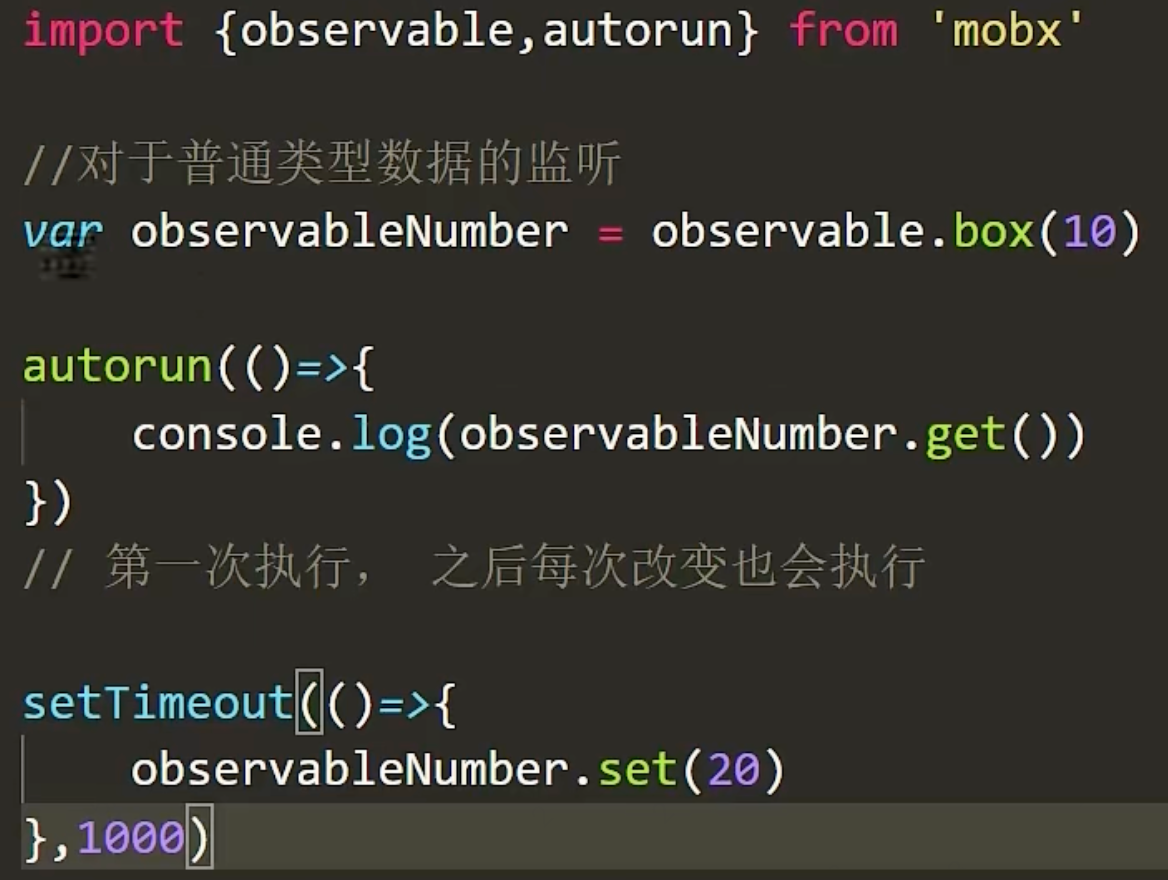 import {observable,autorun} from 'mobx'
//对于普通类型数据的监听
var observableNumber = observable.box(10)
autorun(()=>{
    console.log(observableNumber.get())
})
// 第一次执行， 之后每次改变也会执行
setTimeout(()=>{
    observableNumber.set(20)
},1000)